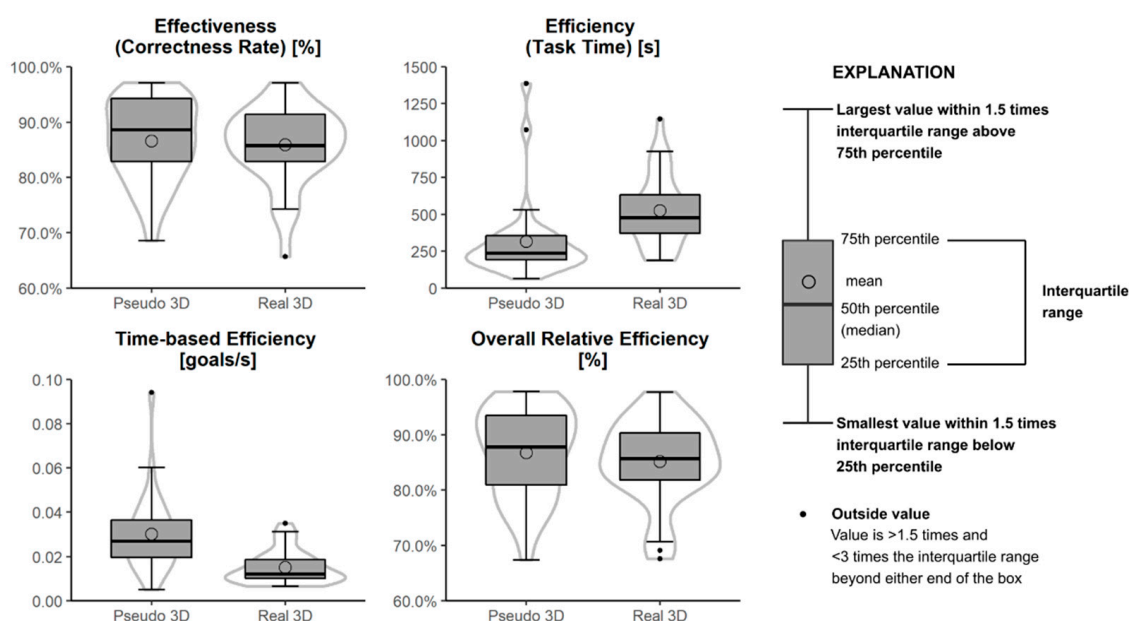 Effectiveness
(Correctness Rate) [%]
100.0%
90.0%
80.0%
70.0%
60.0%
Pseudo 3D
Real 3D
Efficiency
(Task Time) [s]
1500
1250
1000
750
500
250
0
Pseudo 3D
Real 3D
Time-based Efficiency
[goals/s]
0.10
0.08
0.06
0.04
0.02
0.00
Pseudo 3D
Real 3D
Overall Relative Efficiency
[%]
100.0%
90.0%
80.0%
70.0%
60.0%
Pseudo 3D
Real 3D
EXPLANATION
Largest value within 1.5 times
interquartile range above
75th percentile
75th percentile
mean
50th percentile
(median)
25th percentile
Interquartile
range
Smallest value within 1.5 times
interquartile range below
25th percentile
Outside value
Value is >1.5 times and
<3 times the interquartile range
beyond either end of the box